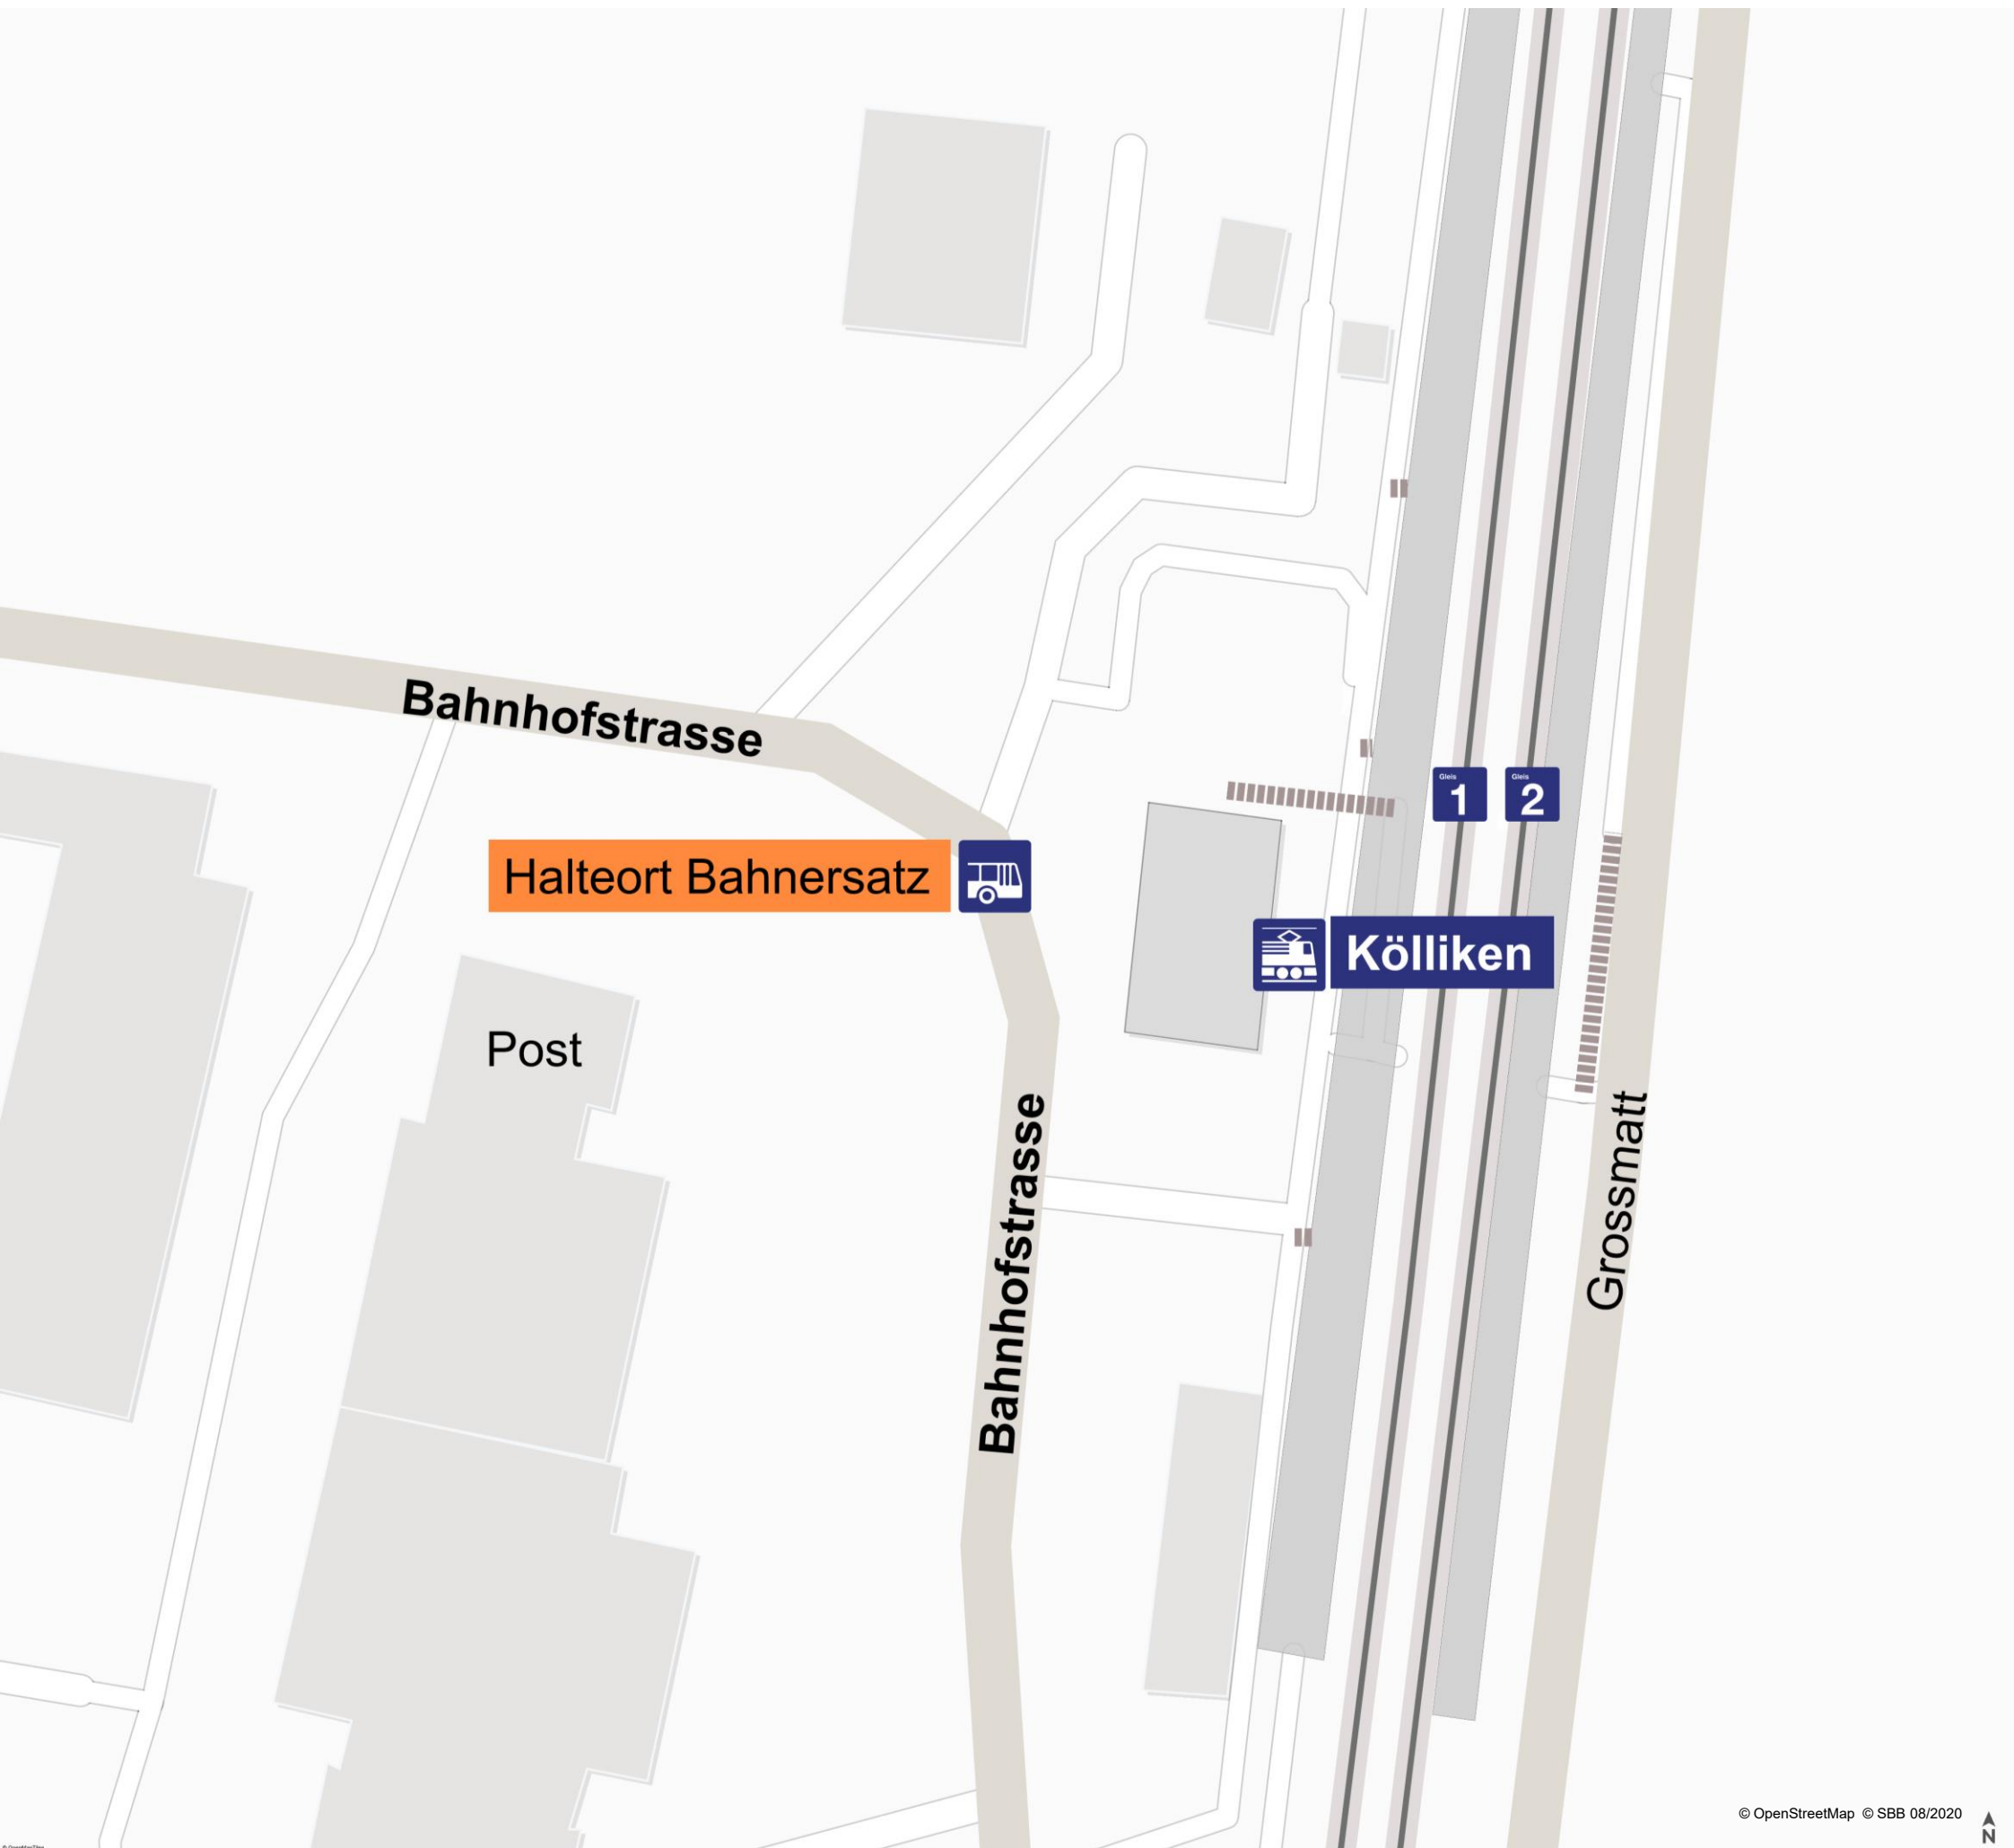 Bahnhofstrasse
Gleis
1
Gleis
2
Halteort Bahnersatz
Kölliken
Post
Bahnhofstrasse
Grossmatt
© OpenStreetMap © SBB 08/2020
N